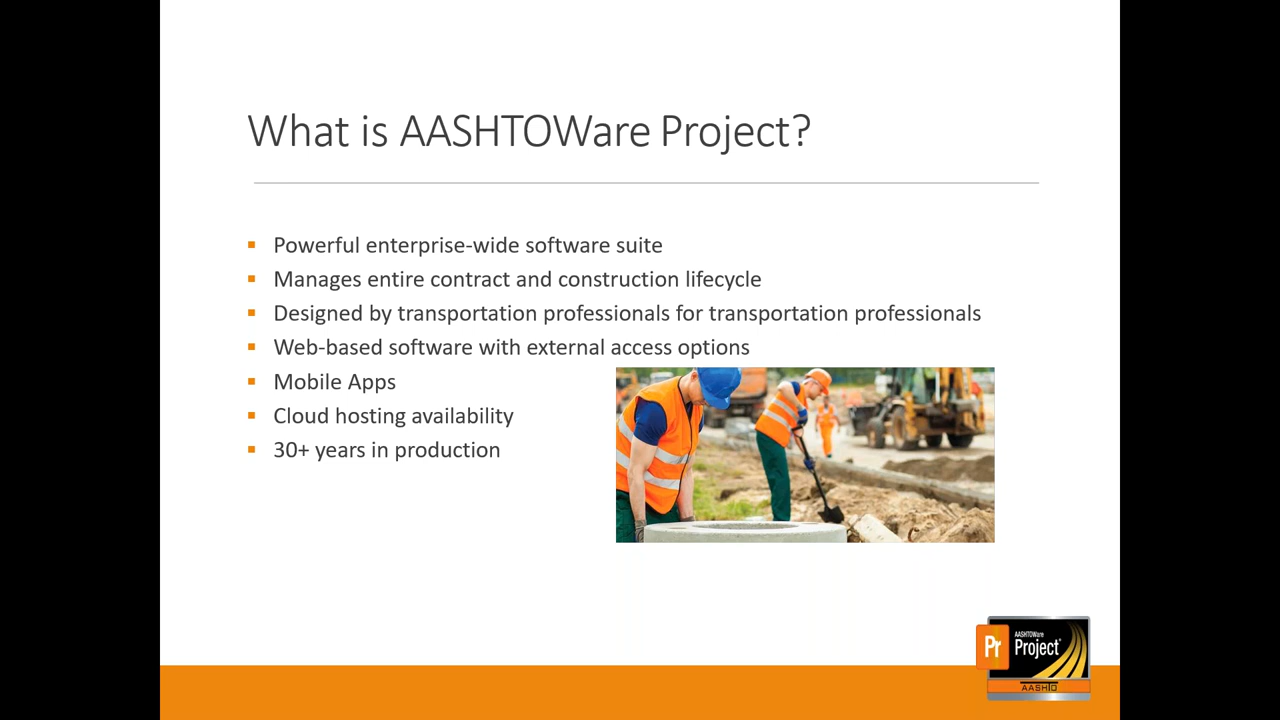 What is AASHTOWare Project?
Powerful enterprise-wide software suite
Manages entire contract and construction lifecycle
Designed by transportation professionals for transportation professionals
Web-based software with external access options
Mobile Apps
Cloud hosting availability
30+ years in production
Pr
AASHTOWare
Project
AASHTO